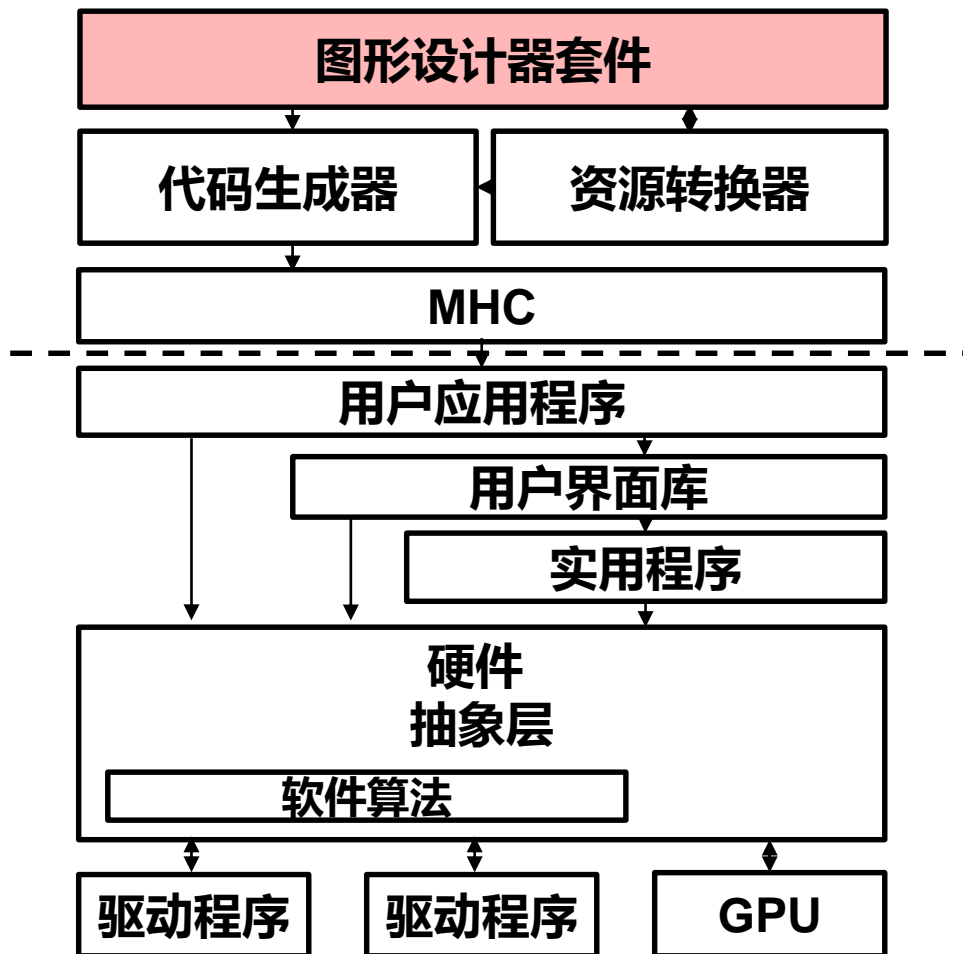 图形设计器套件
代码生成器
资源转换器
MHC
用户应用程序
用户界面库
实用程序
硬件
抽象层
软件算法
驱动程序
驱动程序
GPU